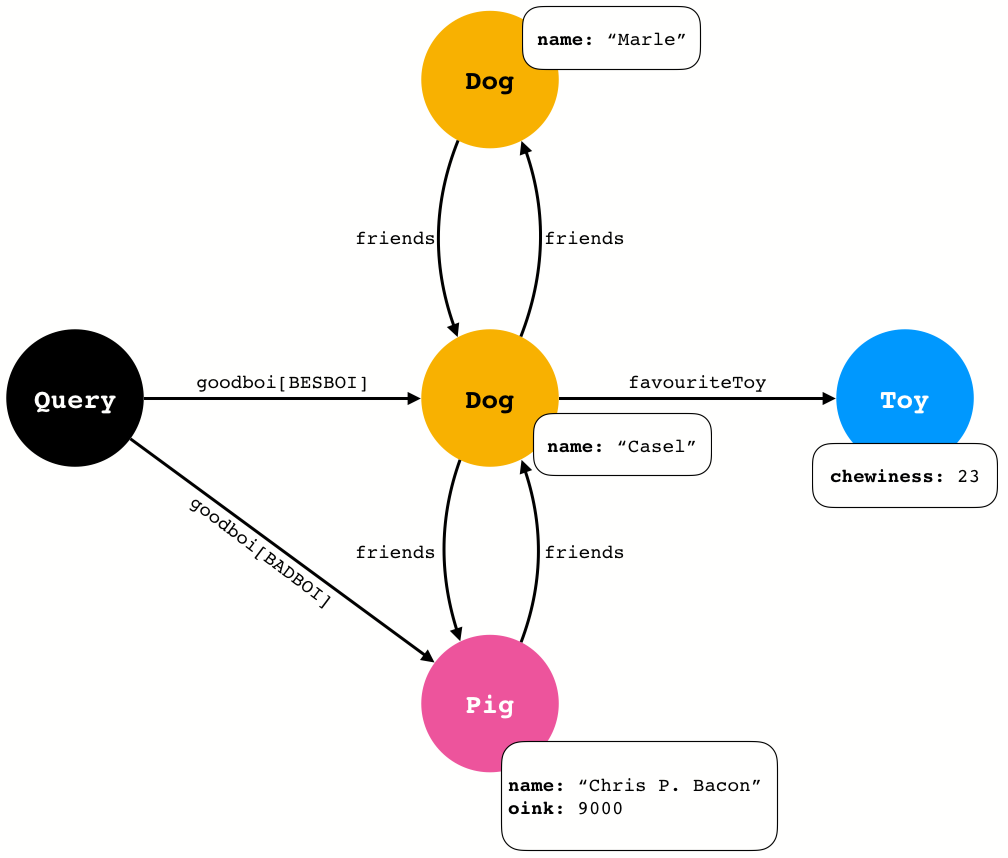 name: “Marle”
Dog
friends
friends
goodboi[BESBOI]
favouriteToy
Query
Dog
Toy
name: “Casel”
chewiness: 23
goodboi[BADBOI]
friends
friends
Pig
name: “Chris P. Bacon”
oink: 9000